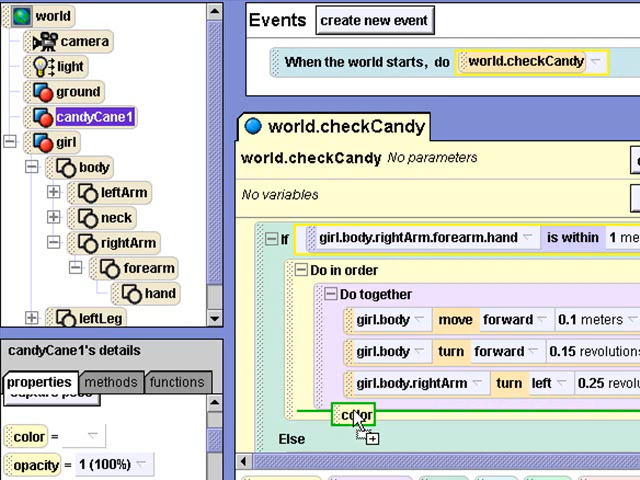 world
camera
light
ground
candyCane1
girl
body
leftArm
neck
rightArm
forearm
hand
leftLeg
candyCane1's details
properties methods functions
capture pose
color =
opacity = 1 (100%)
Events create new event
When the world starts, do world.checkCandy
world.checkCandy
world.checkCandy No parameters
No variables
If girl.body.rightArm.forearm.hand is within 1 me
Do in order
Do together
girl.body move forward 0.1 meters
girl.body turn forward 0.15 revolutions
girl.body.rightArm turn left 0.25 revolu
color
Else